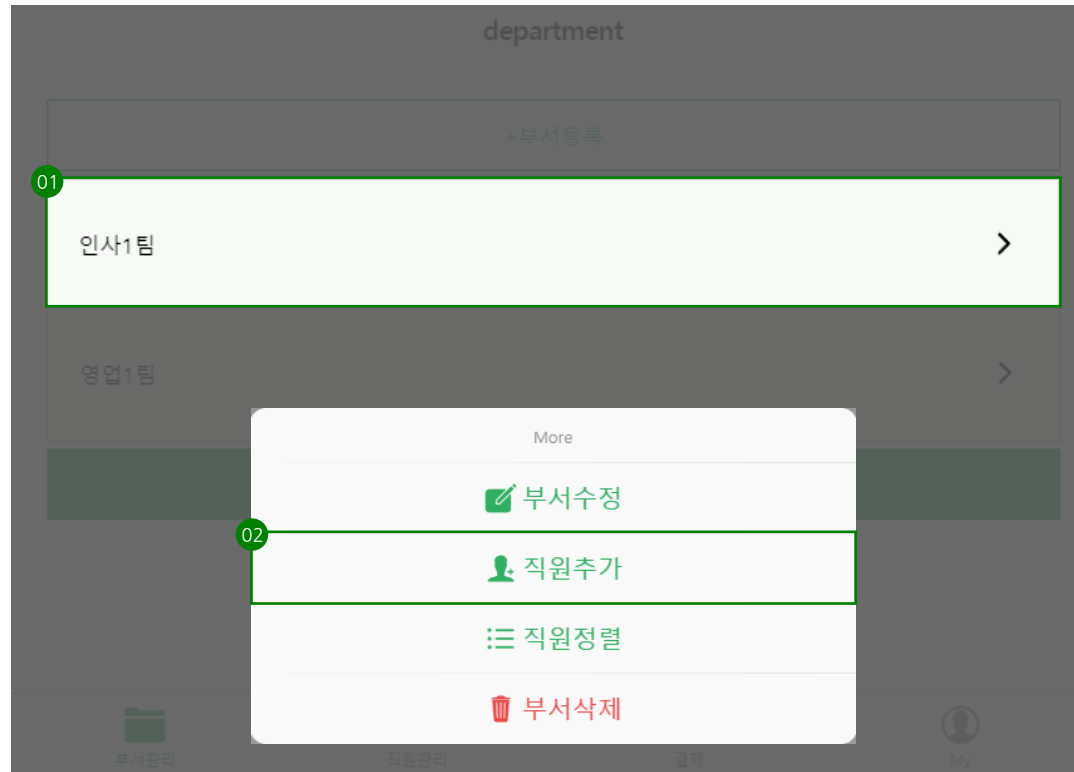 department
+부서등록
01
인사1팀
영업1팀
More
부서수정
02
직원추가
직원정렬
부서삭제
부서관리
직원관리
결제
My